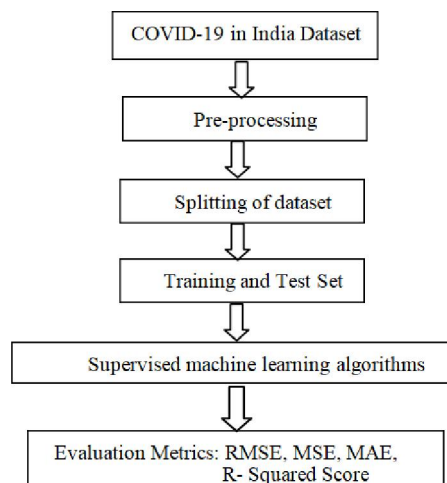 COVID-19 in India Dataset
Pre-processing
Splitting of dataset
Training and Test Set
Supervised machine learning algorithms
Evaluation Metrics: RMSE, MSE, MAE,
R- Squared Score